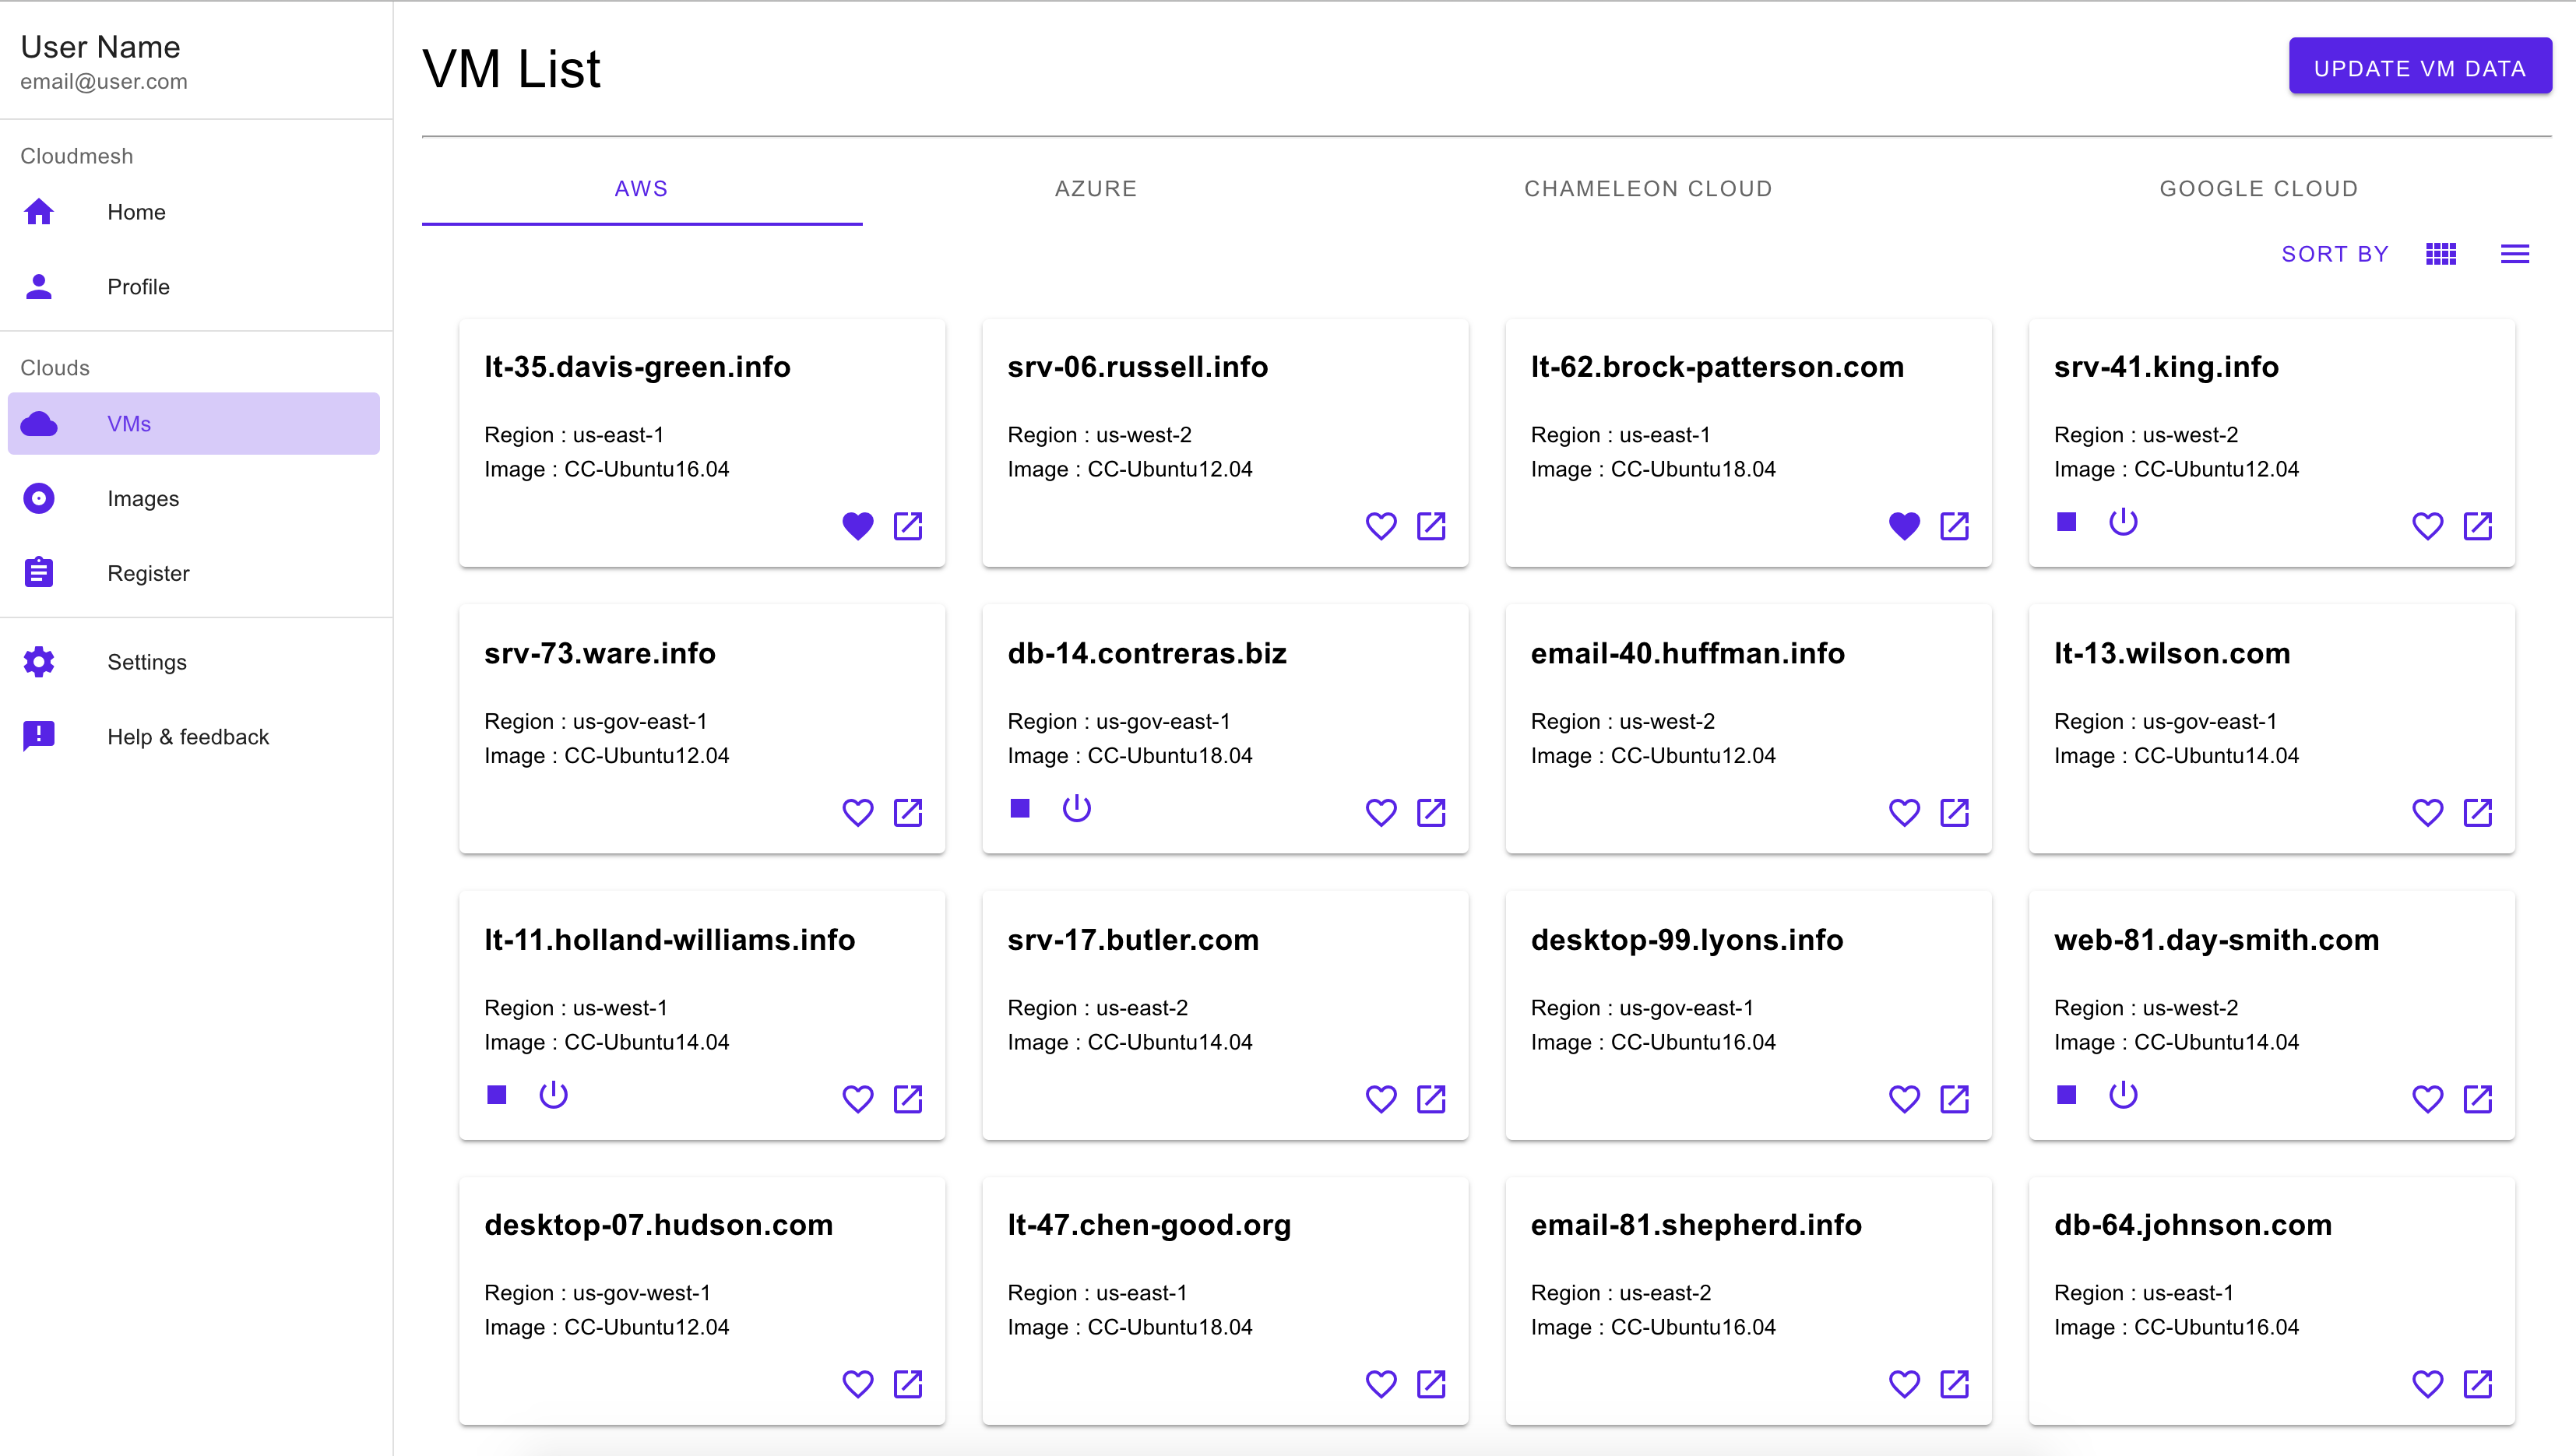 User Name
email@user.com
Cloudmesh
Home
Profile
Clouds
VMs
Images
Register
Settings
Help & feedback
VM List
UPDATE VM DATA
AWS
AZURE
CHAMELEON CLOUD
GOOGLE CLOUD
SORT BY
lt-35.davis-green.info
Region : us-east-1
Image : CC-Ubuntu16.04
srv-06.russell.info
Region : us-west-2
Image : CC-Ubuntu12.04
lt-62.brock-patterson.com
Region : us-east-1
Image : CC-Ubuntu18.04
srv-41.king.info
Region : us-west-2
Image : CC-Ubuntu12.04
srv-73.ware.info
Region : us-gov-east-1
Image : CC-Ubuntu12.04
db-14.contreras.biz
Region : us-gov-east-1
Image : CC-Ubuntu18.04
email-40.huffman.info
Region : us-west-2
Image : CC-Ubuntu12.04
lt-13.wilson.com
Region : us-gov-east-1
Image : CC-Ubuntu14.04
lt-11.holland-williams.info
Region : us-west-1
Image : CC-Ubuntu14.04
srv-17.butler.com
Region : us-east-2
Image : CC-Ubuntu14.04
desktop-99.lyons.info
Region : us-gov-east-1
Image : CC-Ubuntu16.04
web-81.day-smith.com
Region : us-west-2
Image : CC-Ubuntu14.04
desktop-07.hudson.com
Region : us-gov-west-1
Image : CC-Ubuntu12.04
lt-47.chen-good.org
Region : us-east-1
Image : CC-Ubuntu18.04
email-81.shepherd.info
Region : us-east-2
Image : CC-Ubuntu16.04
db-64.johnson.com
Region : us-east-1
Image : CC-Ubuntu16.04